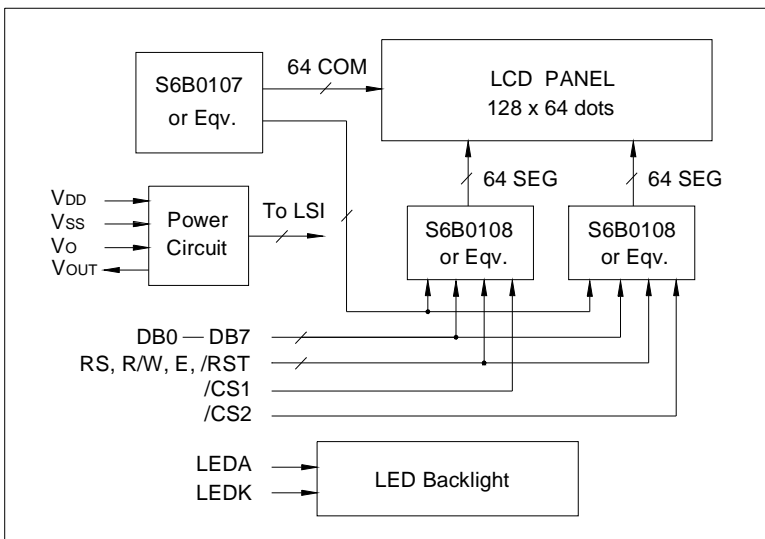 S6B0107
or Eqv.
64 COM
LCD PANEL
128 x 64 dots
64 SEG
64 SEG
VDD
VSS
VO
VOUT
Power
Circuit
To LSI
S6B0108
or Eqv.
S6B0108
or Eqv.
DB0 — DB7
RS, R/W, E, /RST
/CS1
/CS2
LEDA
LEDK
LED Backlight